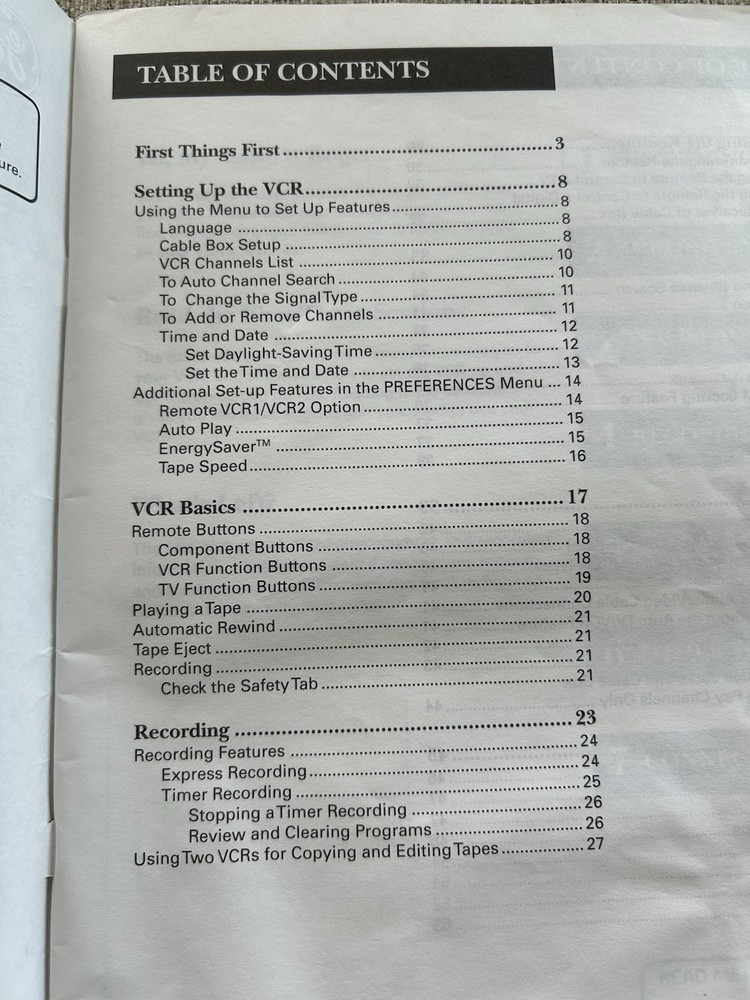 ure.
TABLE OF CONTENTS
First Things First 3
Setting Up the VCR 8
Using the Menu to Set Up Features 8
Language 8
Cable Box Setup 8
VCR Channels List 10
To Auto Channel Search 10
To Change the Signal Type 11
To Add or Remove Channels 11
Time and Date 12
Set Daylight-Saving Time 12
Set the Time and Date 13
Additional Set-up Features in the PREFERENCES Menu ... 14
Remote VCR1/VCR2 Option 14
Auto Play 15
EnergySaver™ 15
Tape Speed 16
VCR Basics 17
Remote Buttons 18
Component Buttons 18
VCR Function Buttons 18
TV Function Buttons 19
Playing a Tape 20
Automatic Rewind 21
Tape Eject 21
Recording 21
Check the Safety Tab 21
Recording 23
Recording Features 24
Express Recording 24
Timer Recording 25
Stopping a Timer Recording 26
Review and Clearing Programs 26
Using Two VCRs for Copying and Editing Tapes 27